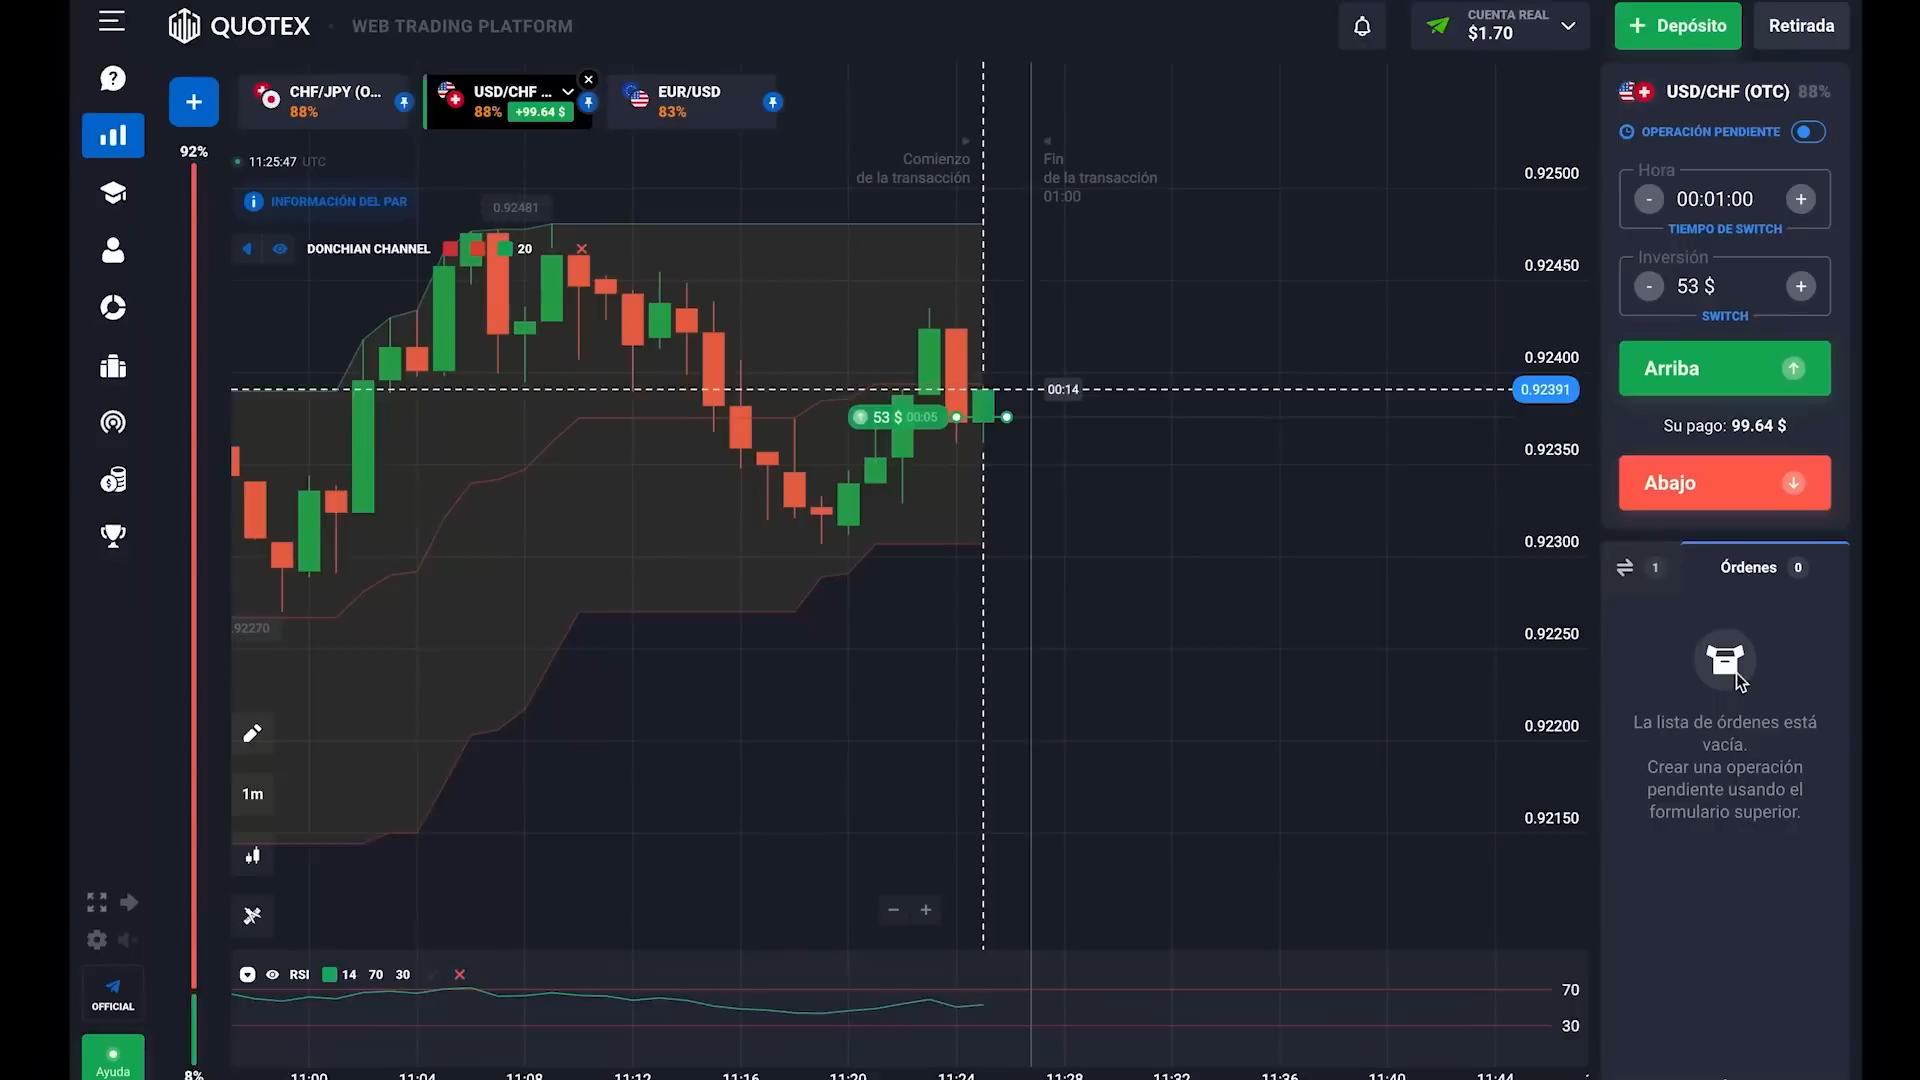 QUOTEX
WEB TRADING PLATFORM
CUENTA REAL
$1.70
Depósito
Retirada
CHF/JPY (O...
88%
USD/CHF ...
88% +99.64 $
EUR/USD
83%
USD/CHF (OTC) 88%
OPERACIÓN PENDIENTE
Hora
- 00:01:00 +
TIEMPO DE SWITCH
Inversión
- 53 $ +
SWITCH
Arriba
Su pago: 99.64 $
Abajo
1
Órdenes 0
La lista de órdenes está
vacía.
Crear una operación
pendiente usando el
formulario superior.
92%
11:25:47 UTC
INFORMACIÓN DEL PAR
DONCHIAN CHANNEL 20
0.92481
Comienzo
de la transacción
Fin
de la transacción
01:00
0.92500
0.92450
0.92400
0.92391
0.92350
0.92300
0.92250
0.92200
0.92150
00:14
53 $ 00:05
.92270
1m
RSI 14 70 30
70
30
OFFICIAL
Ayuda
8%
11:00
11:04
11:08
11:12
11:16
11:20
11:24
11:28
11:32
11:36
11:40
11:44